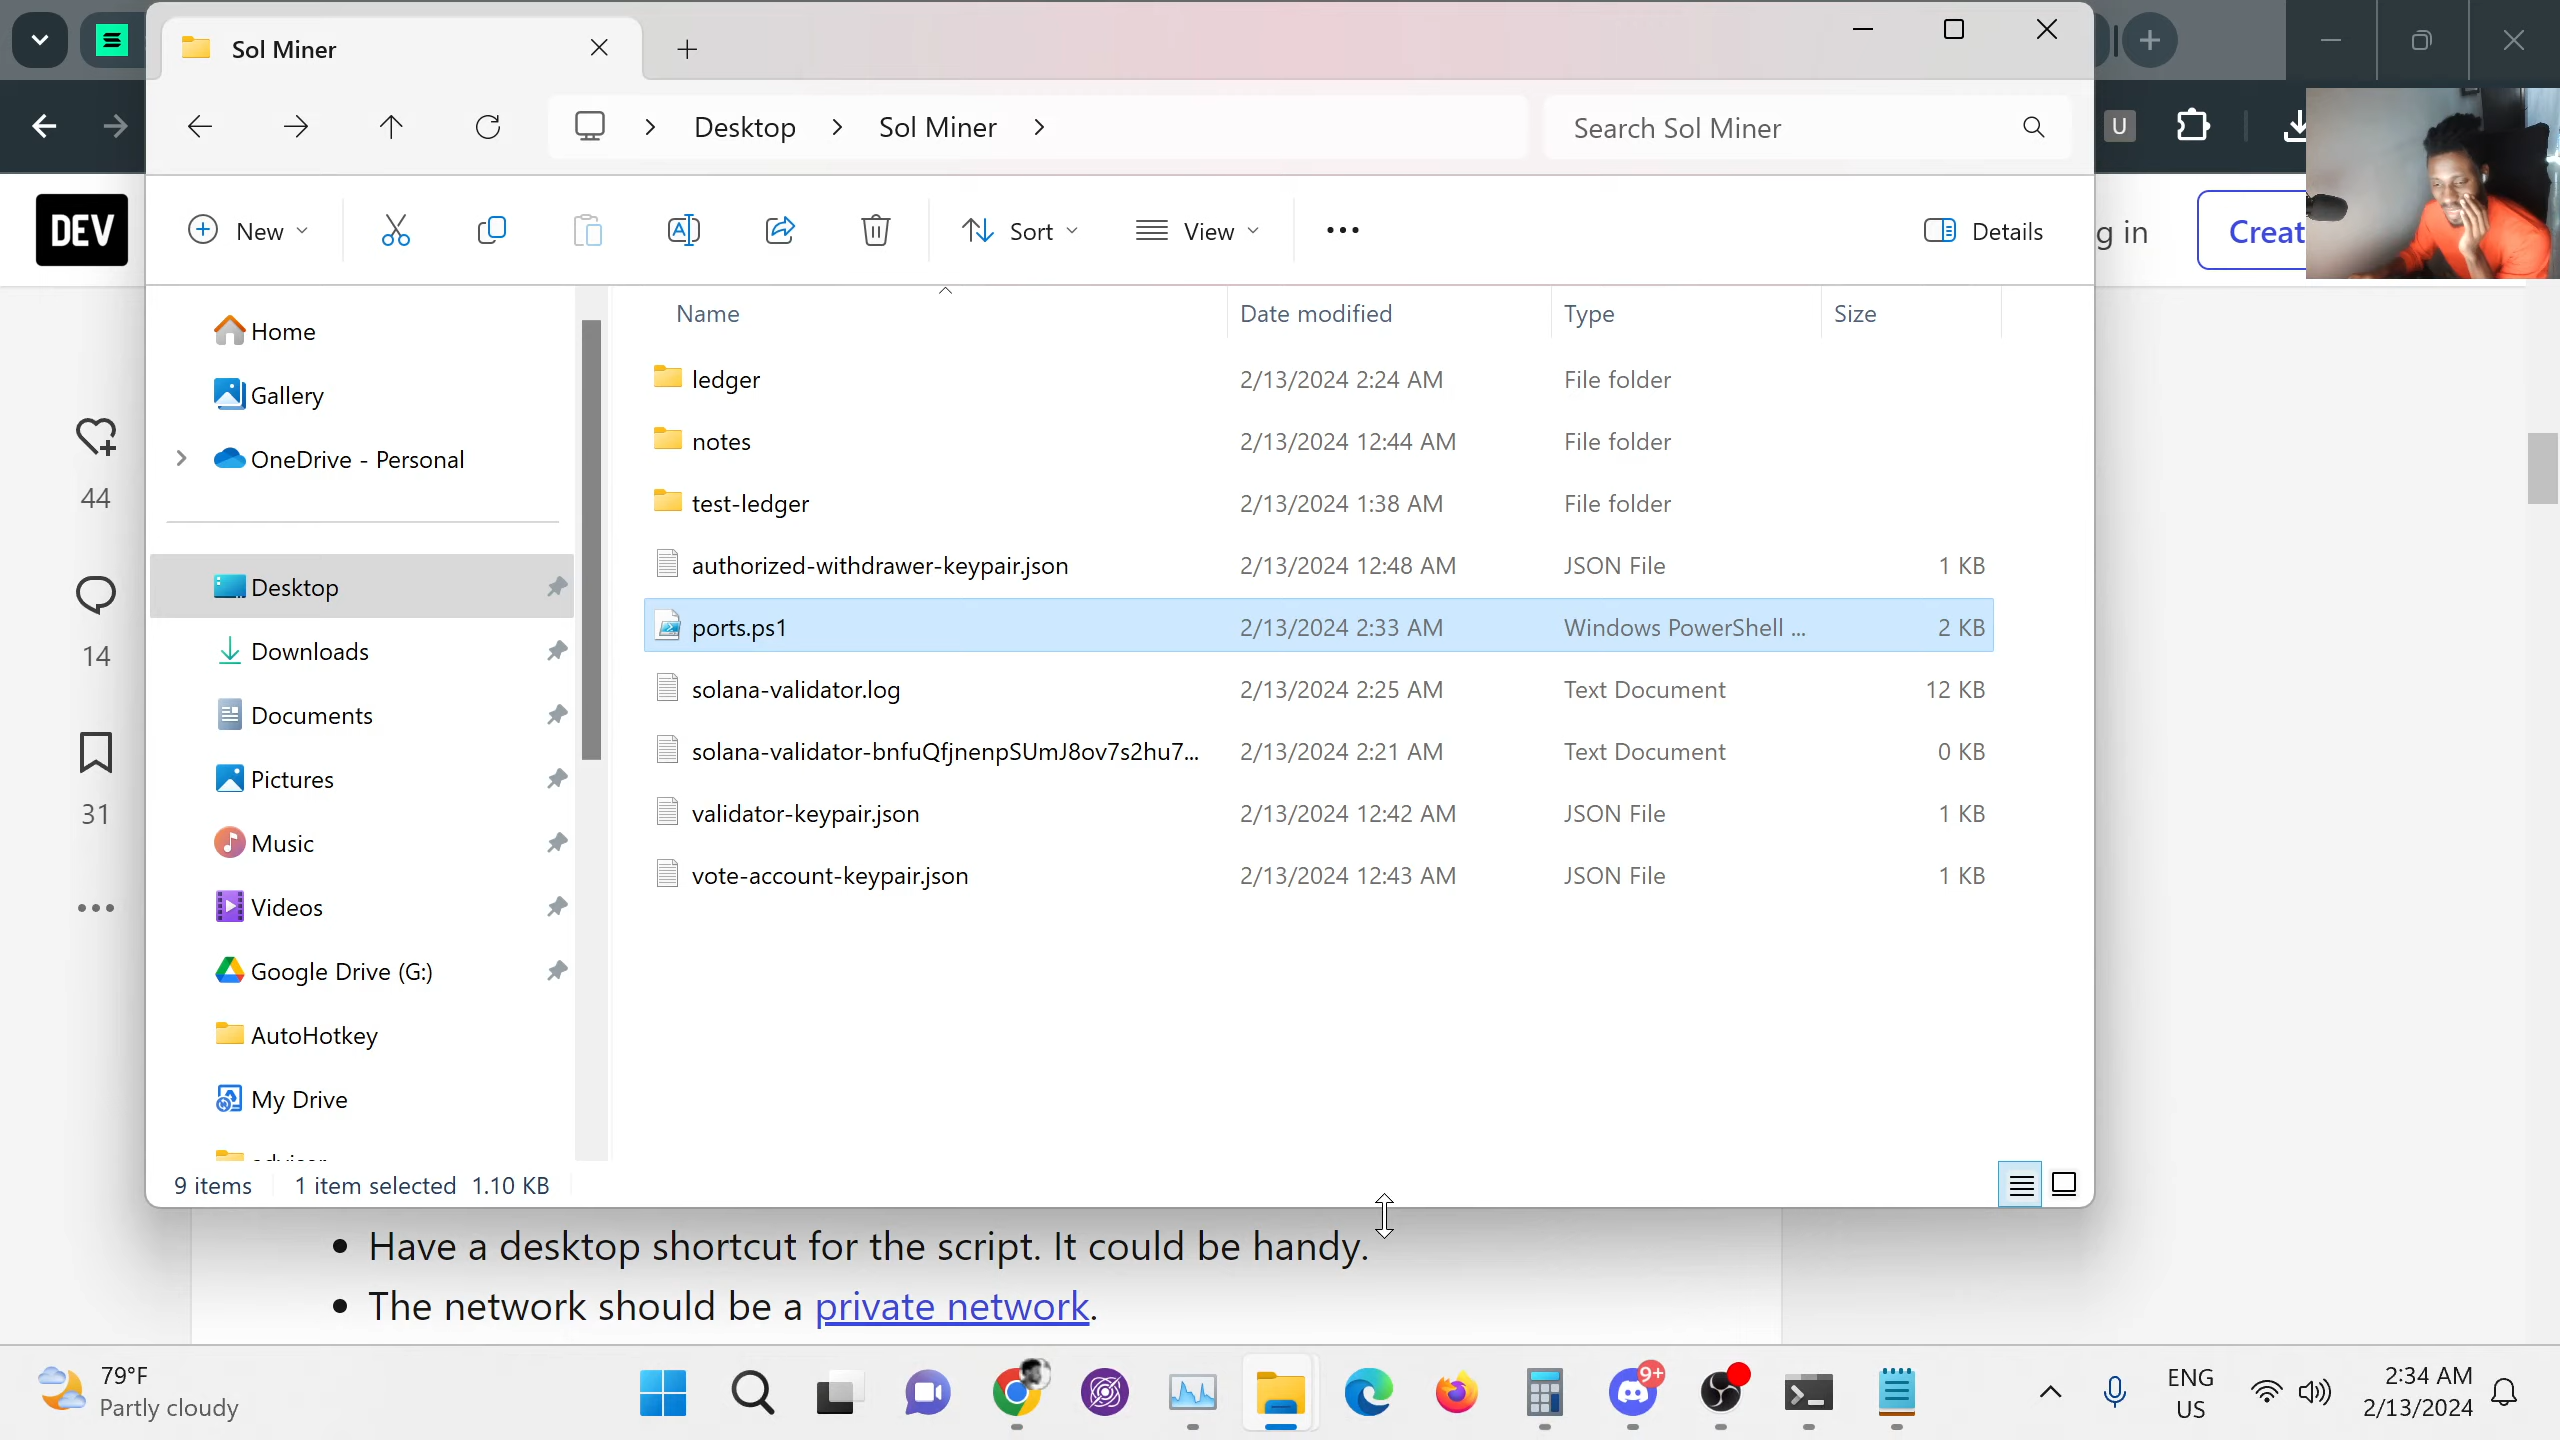 Sol Miner
Desktop
Sol Miner
Search Sol Miner
U
DEV
New
Sort
View
Details
g in
Creat
Home
Gallery
OneDrive - Personal
Desktop
Downloads
Documents
Pictures
Music
Videos
Google Drive (G:)
AutoHotkey
My Drive
Name Date modified Type Size
ledger 2/13/2024 2:24 AM File folder
notes 2/13/2024 12:44 AM File folder
test-ledger 2/13/2024 1:38 AM File folder
authorized-withdrawer-keypair.json 2/13/2024 12:48 AM JSON File 1 KB
ports.ps1 2/13/2024 2:33 AM Windows PowerShell ... 2 KB
solana-validator.log 2/13/2024 2:25 AM Text Document 12 KB
solana-validator-bnfuQfjnenpSUmJ8ov7s2hu7... 2/13/2024 2:21 AM Text Document 0 KB
validator-keypair.json 2/13/2024 12:42 AM JSON File 1 KB
vote-account-keypair.json 2/13/2024 12:43 AM JSON File 1 KB
44
14
31
9 items 1 item selected 1.10 KB
• Have a desktop shortcut for the script. It could be handy.
• The network should be a private network.
79°F
Partly cloudy
9+
ENG
US
2:34 AM
2/13/2024